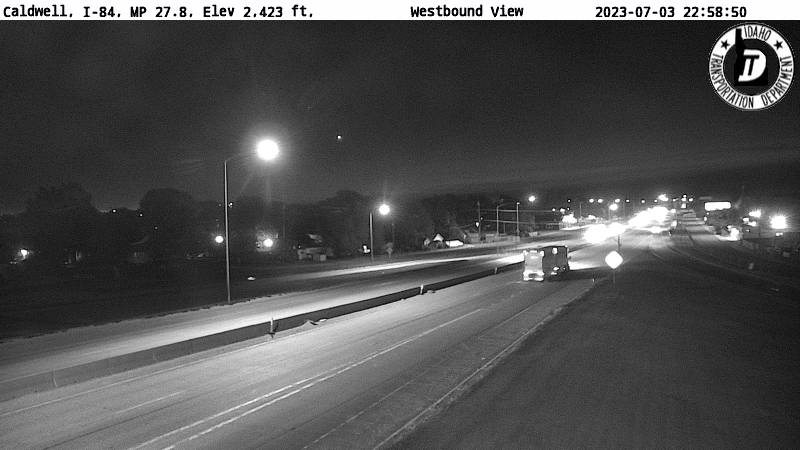 Caldwell, I-84, MP 27.8, Elev 2,423 ft, Westbound View 2023-07-03 22:58:50
IDAHO
TRANSPORTATION DEPARTMENT